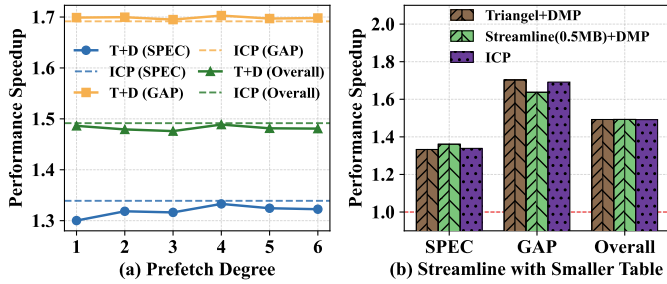 Performance Speedup
1.7
1.6
1.5
1.4
1.3
T+D (SPEC)
ICP (SPEC)
T+D (GAP)
ICP (GAP)
T+D (Overall)
ICP (Overall)
1 2 3 4 5 6
(a) Prefetch Degree
Performance Speedup
2.0
1.8
1.6
1.4
1.2
1.0
Triangel+DMP
Streamline(0.5MB)+DMP
ICP
SPEC GAP Overall
(b) Streamline with Smaller Table